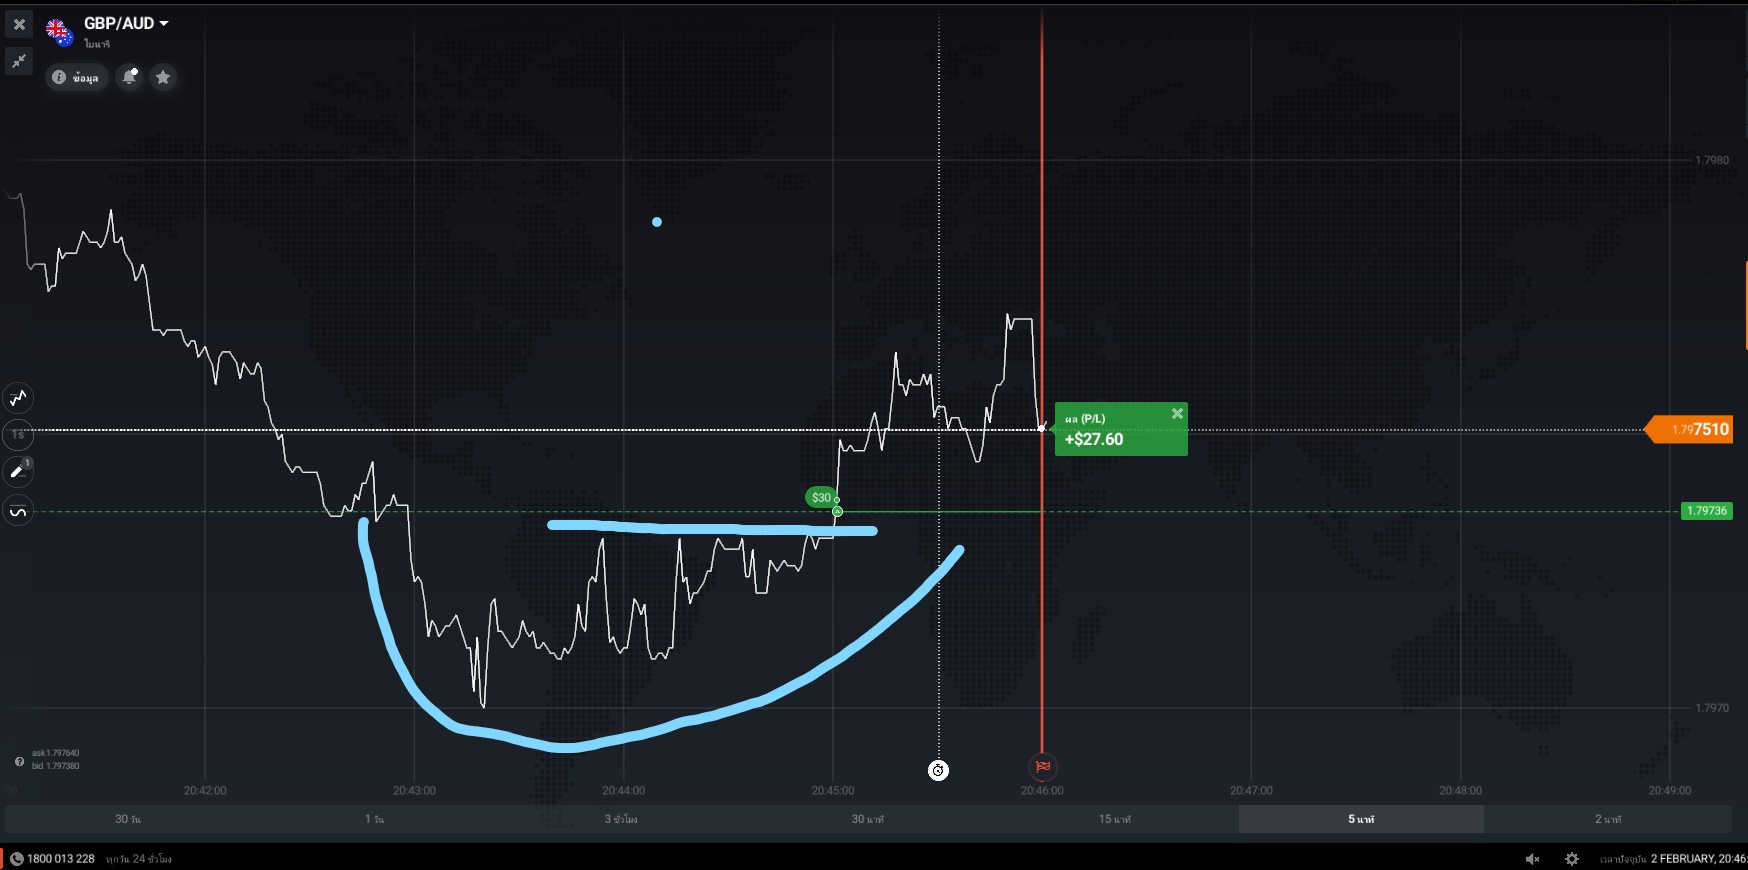 GBP/AUD
ไบนารี
ข้อมูล
1.7980
1s
1
ผล (P/L)
+$27.60
1.797510
$30
1.79736
1.7970
ask 1.797640
bid 1.797380
20:42:00
20:43:00
20:44:00
20:45:00
20:46:00
20:47:00
20:48:00
20:49:00
30 วัน
1 วัน
3 ชั่วโมง
30 นาที
15 นาที
5 นาที
2 นาที
1800 013 228 ทุกวัน 24 ชั่วโมง
เวลาปัจจุบัน 2 FEBRUARY, 20:46: